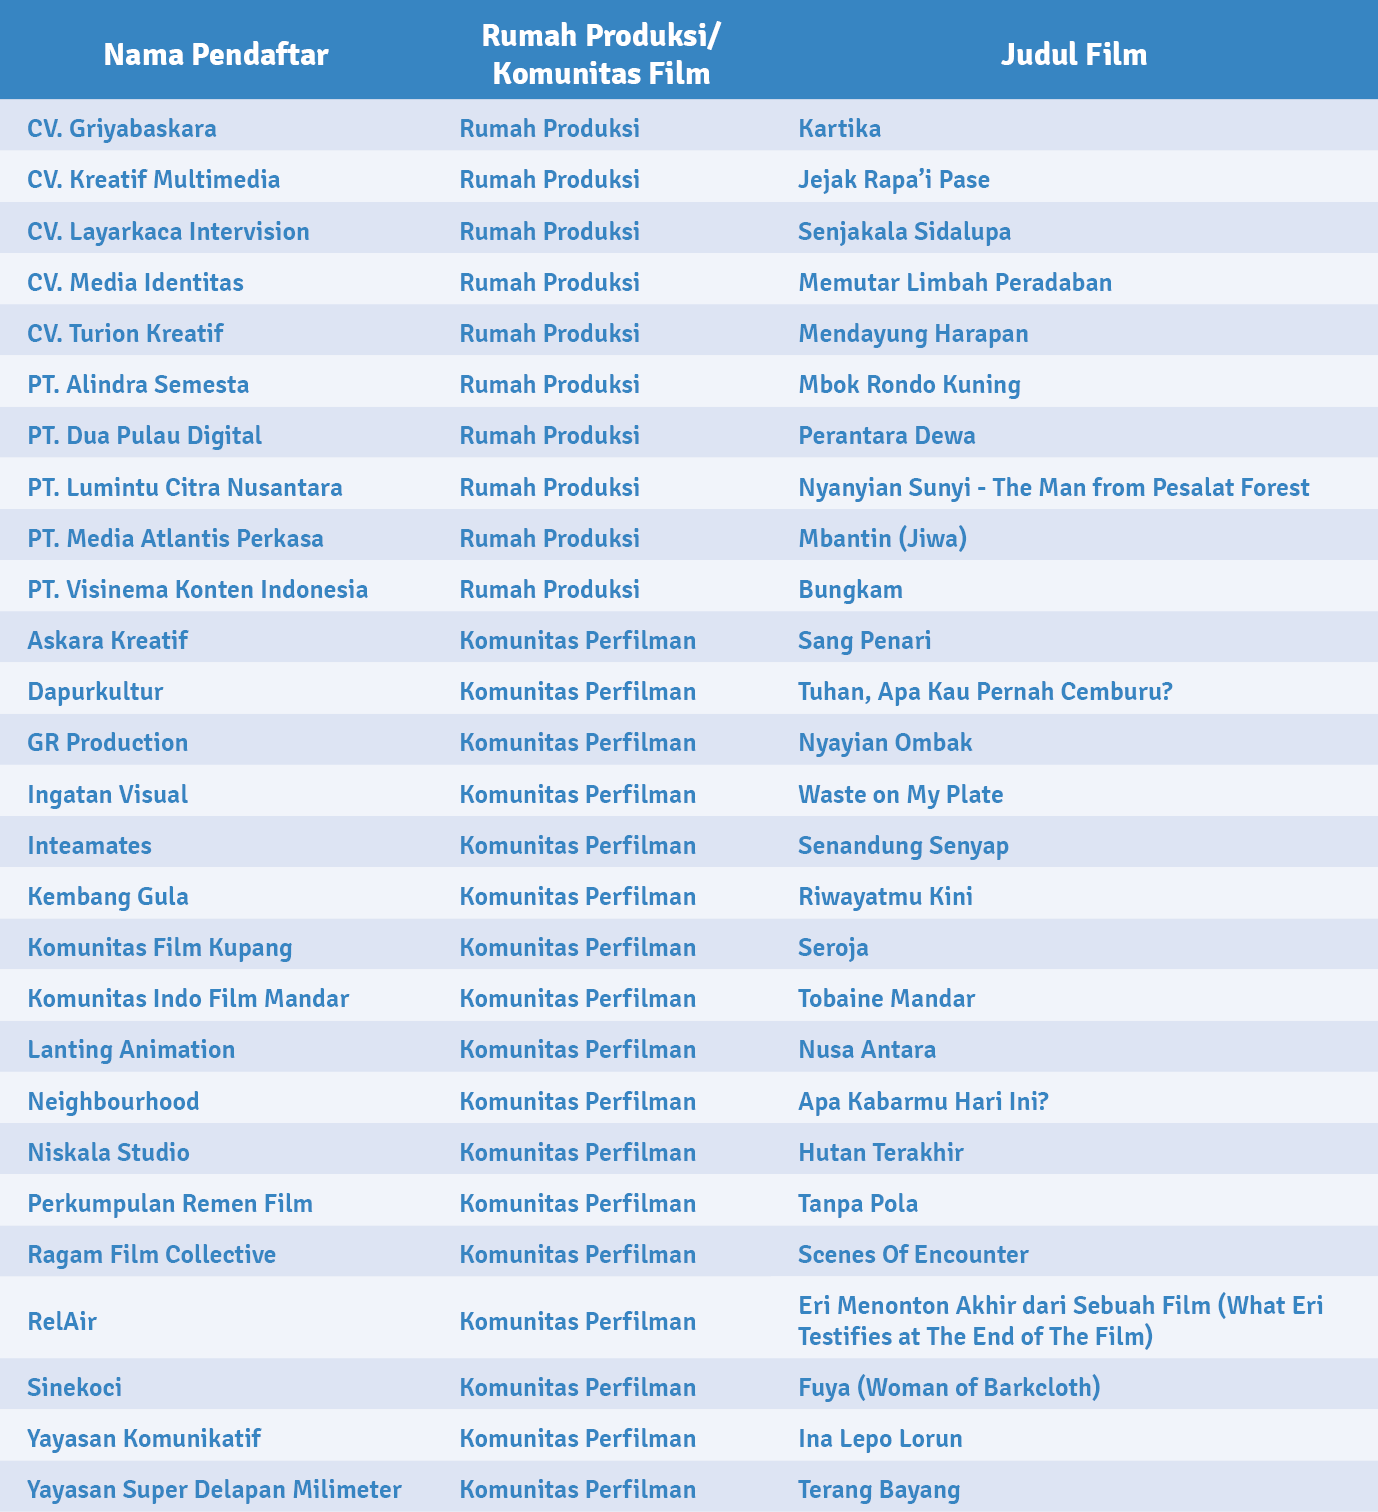 Nama Pendaftar
Rumah Produksi/
Komunitas Film
Judul Film
CV. Griyabaskara Rumah Produksi Kartika
CV. Kreatif Multimedia Rumah Produksi Jejak Rapa’i Pase
CV. Layarkaca Intervision Rumah Produksi Senjakala Sidalupa
CV. Media Identitas Rumah Produksi Memutar Limbah Peradaban
CV. Turion Kreatif Rumah Produksi Mendayung Harapan
PT. Alindra Semesta Rumah Produksi Mbok Rondo Kuning
PT. Dua Pulau Digital Rumah Produksi Perantara Dewa
PT. Lumintu Citra Nusantara Rumah Produksi Nyanyian Sunyi - The Man from Pesalat Forest
PT. Media Atlantis Perkasa Rumah Produksi Mbantin (Jiwa)
PT. Visinema Konten Indonesia Rumah Produksi Bungkam
Askara Kreatif Komunitas Perfilman Sang Penari
Dapurkultur Komunitas Perfilman Tuhan, Apa Kau Pernah Cemburu?
GR Production Komunitas Perfilman Nyayian Ombak
Ingatan Visual Komunitas Perfilman Waste on My Plate
Inteamates Komunitas Perfilman Senandung Senyap
Kembang Gula Komunitas Perfilman Riwayatmu Kini
Komunitas Film Kupang Komunitas Perfilman Seroja
Komunitas Indo Film Mandar Komunitas Perfilman Tobaine Mandar
Lanting Animation Komunitas Perfilman Nusa Antara
Neighbourhood Komunitas Perfilman Apa Kabarmu Hari Ini?
Niskala Studio Komunitas Perfilman Hutan Terakhir
Perkumpulan Remen Film Komunitas Perfilman Tanpa Pola
Ragam Film Collective Komunitas Perfilman Scenes Of Encounter
RelAir Komunitas Perfilman Eri Menonton Akhir dari Sebuah Film (What Eri
Testifies at The End of The Film)
Sinekoci Komunitas Perfilman Fuya (Woman of Barkcloth)
Yayasan Komunikatif Komunitas Perfilman Ina Lepo Lorun
Yayasan Super Delapan Milimeter Komunitas Perfilman Terang Bayang